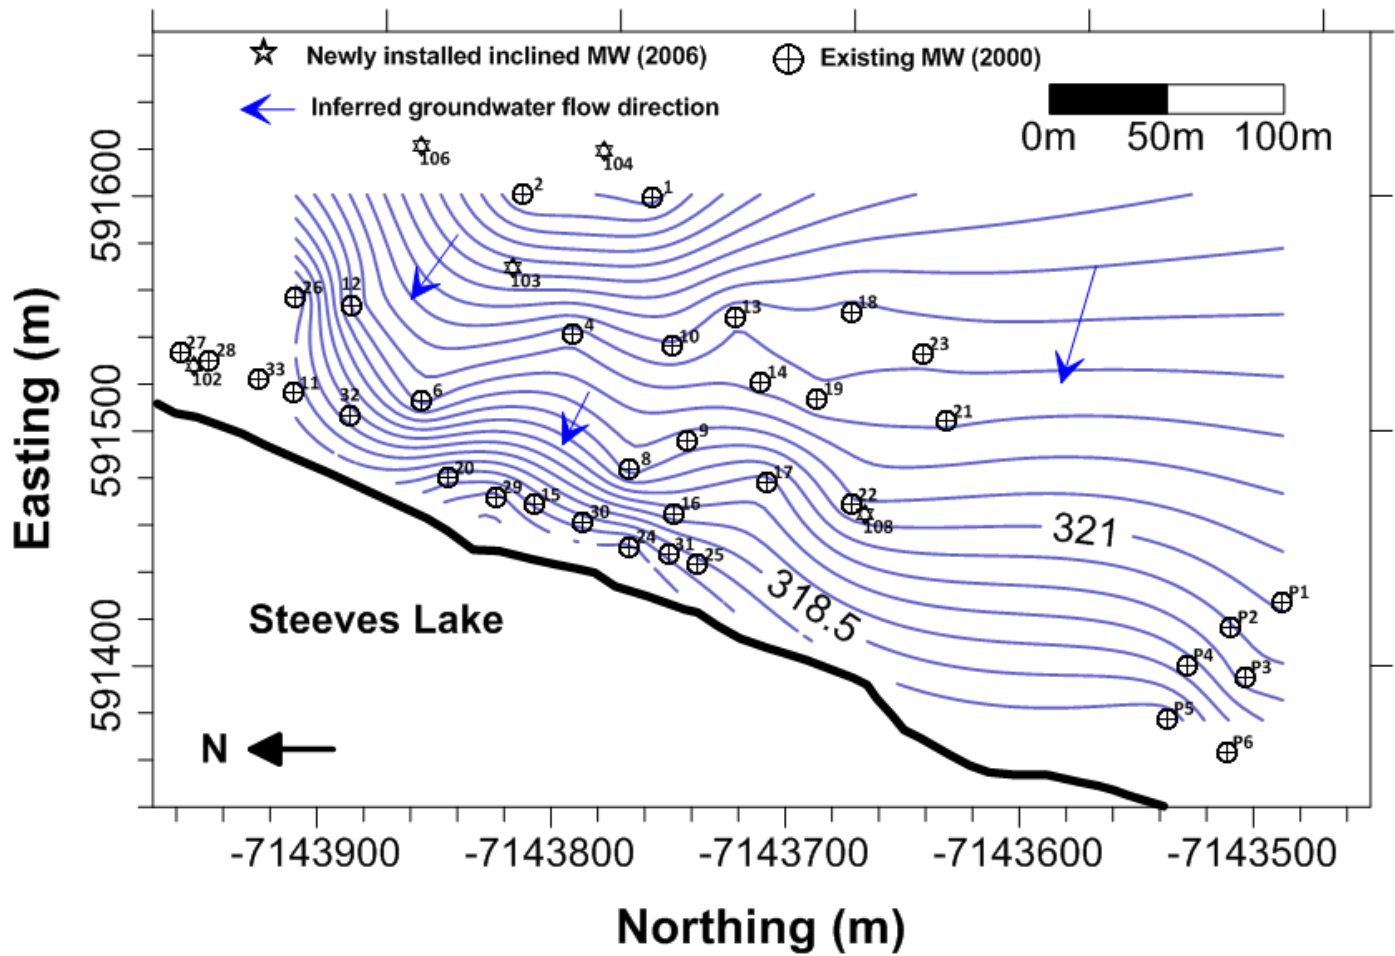 Newly installed inclined MW (2006)
Existing MW (2000)
Inferred groundwater flow direction
0m 50m 100m
106
104
2
1
103
26
12
13
18
4
10
23
27
28
102
33
11
14
19
6
32
21
9
8
20
17
29
15
16
22
108
30
24
31
25
321
318.5
P1
P2
P4
P3
P5
P6
Steeves Lake
N
Easting (m)
591600
591500
591400
-7143900 -7143800 -7143700 -7143600 -7143500
Northing (m)